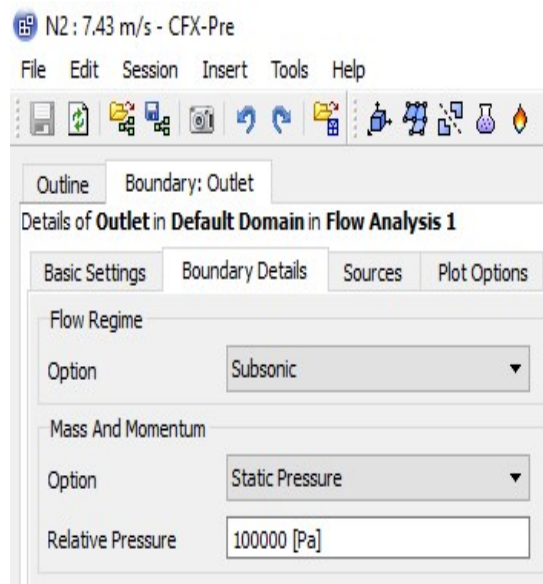 N2 : 7.43 m/s - CFX-Pre
File Edit Session Insert Tools Help
Outline Boundary: Outlet
Details of Outlet in Default Domain in Flow Analysis 1
Basic Settings Boundary Details Sources Plot Options
Flow Regime
Option Subsonic
Mass And Momentum
Option Static Pressure
Relative Pressure 100000 [Pa]